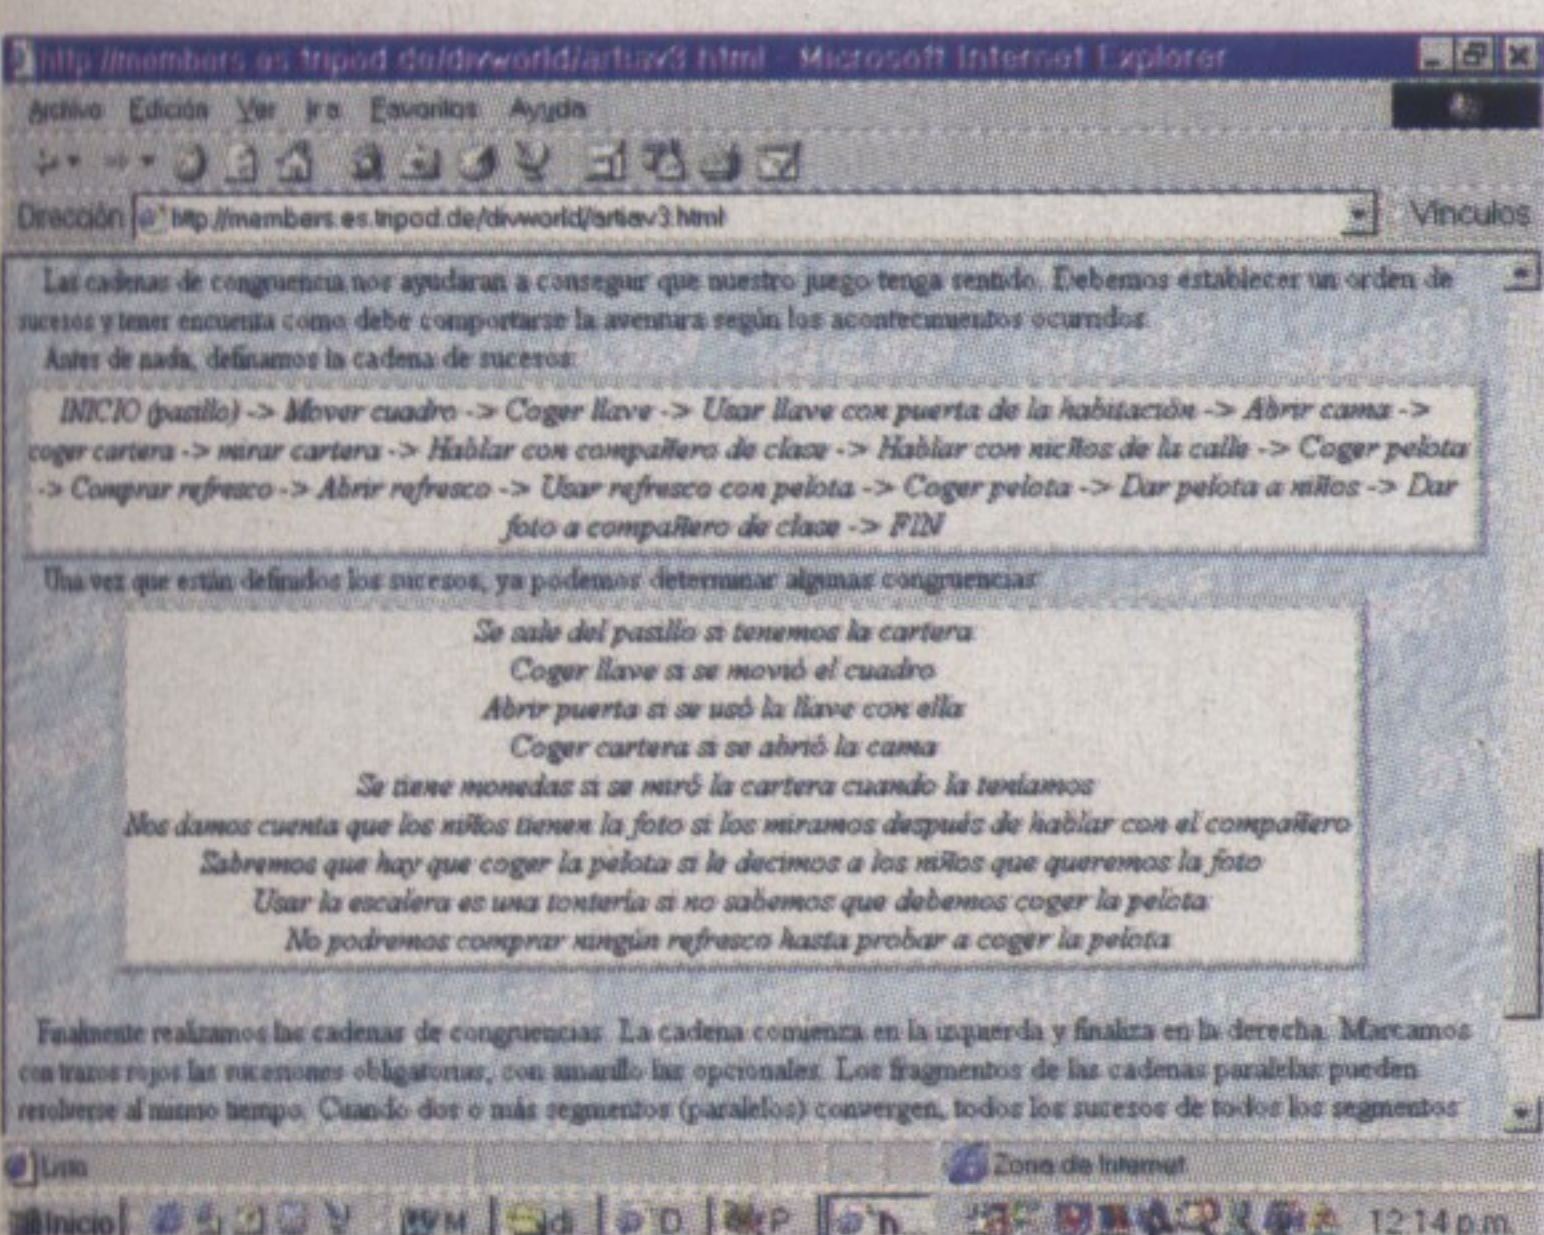 http://members.es.tripod.de/divworld/artiav3.html - Microsoft Internet Explorer
Archivo Edición Ver Ir a Favoritos Ayuda
Dirección http://members.es.tripod.de/divworld/artiav3.html Vínculos
Las cadenas de congruencia nos ayudaran a conseguir que nuestro juego tenga sentido. Debemos establecer un orden de
sucesos y tener encuenta como debe comportarse la aventura según los acontecimientos ocurridos
Antes de nada, definamos la cadena de sucesos:
INICIO (pasillo) -> Mover cuadro -> Coger llave -> Usar llave con puerta de la habitación -> Abrir cama ->
coger cartera -> mirar cartera -> Hablar con compañero de clase -> Hablar con nicños de la calle -> Coger pelota
-> Comprar refresco -> Abrir refresco -> Usar refresco con pelota -> Coger pelota -> Dar pelota a niños -> Dar
foto a compañero de clase -> FIN
Una vez que están definidos los sucesos, ya podemos determinar algunas congruencias:
Se sale del pasillo si tenemos la cartera
Coger llave si se movió el cuadro
Abrir puerta si se usó la llave con ella
Coger cartera si se abrió la cama
Se tiene monedas si se miró la cartera cuando la teníamos
Nos damos cuenta que los niños tienen la foto si los miramos después de hablar con el compañero
Sabremos que hay que coger la pelota si le decimos a los niños que queremos la foto
Usar la escalera es una tontería si no sabemos que debemos coger la pelota
No podremos comprar ningún refresco hasta probar a coger la pelota
Finalmente realizamos las cadenas de congruencias. La cadena comienza en la izquierda y finaliza en la derecha. Marcamos
con trazos rojos las sucesiones obligatorias, con amarillo las opcionales. Los fragmentos de las cadenas paralelas pueden
resolverse al mismo tiempo. Cuando dos o más segmentos (paralelos) convergen, todos los sucesos de todos los segmentos
Listo Zona de Internet
Inicio M di D P h 12:14 p.m.